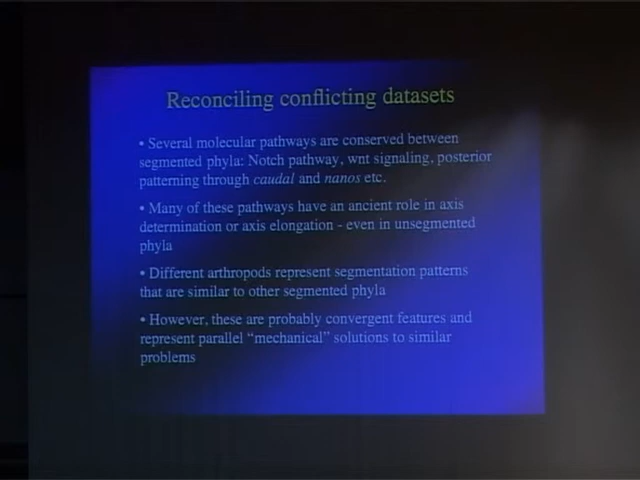 Reconciling conflicting datasets
• Several molecular pathways are conserved between
segmented phyla: Notch pathway, wnt signaling, posterior
patterning through caudal and nanos etc.
• Many of these pathways have an ancient role in axis
determination or axis elongation - even in unsegmented
phyla
• Different arthropods represent segmentation patterns
that are similar to other segmented phyla
• However, these are probably convergent features and
represent parallel “mechanical” solutions to similar
problems